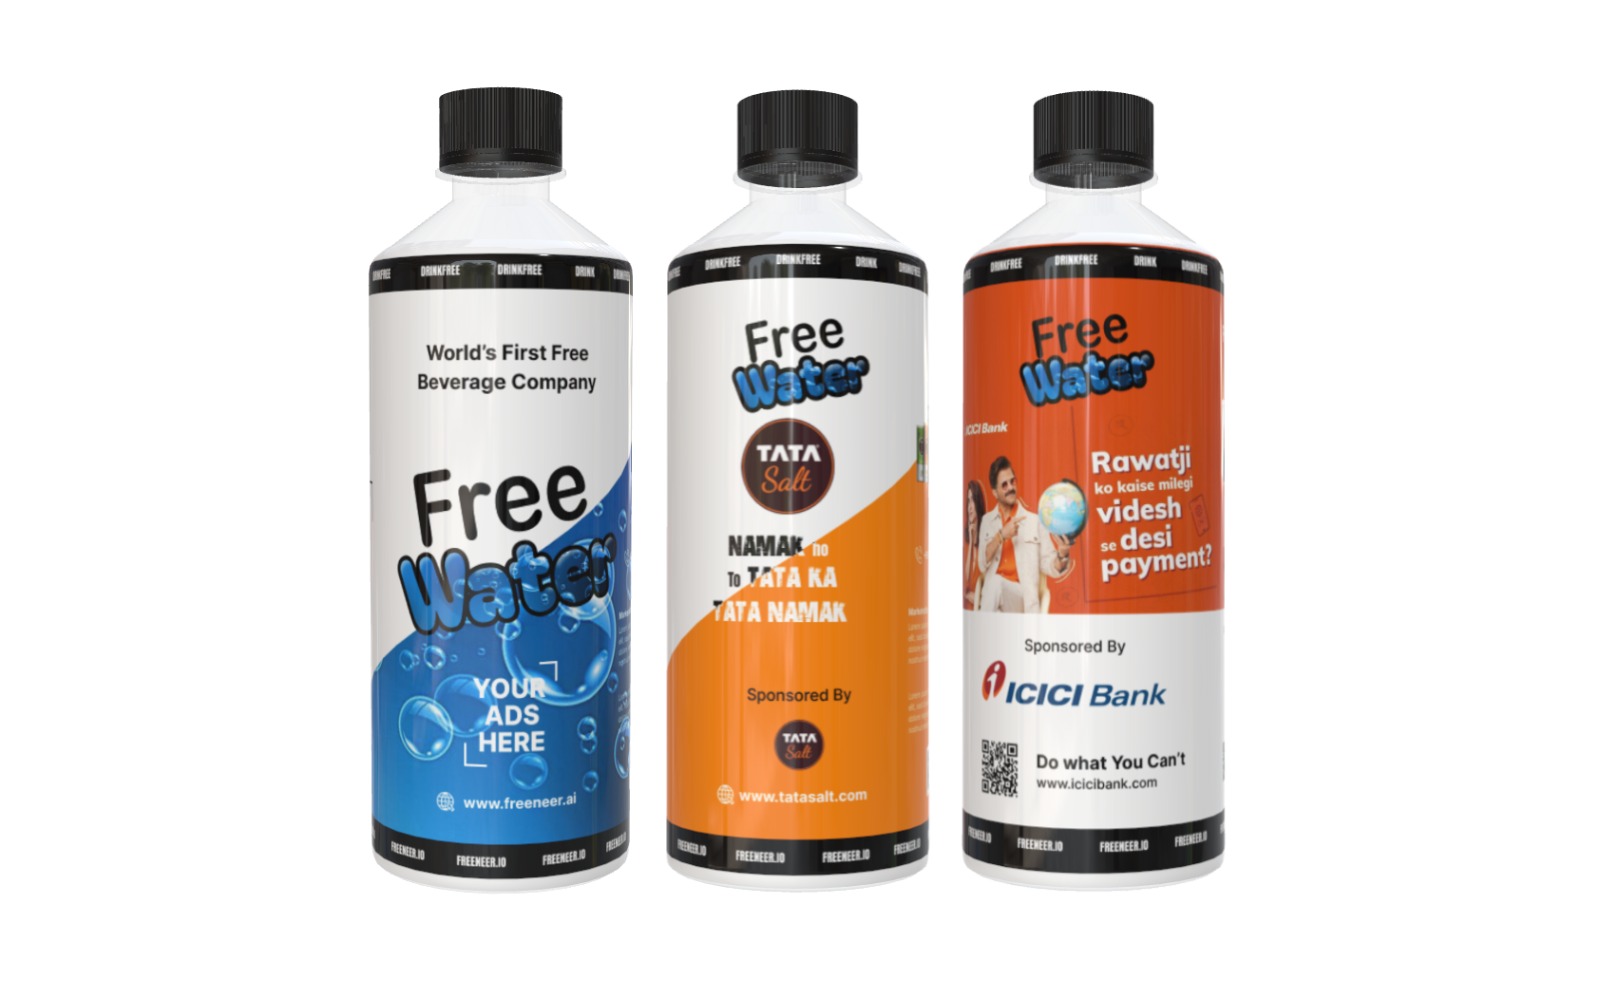 DRINKFREE DRINKFREE DRINK
World's First Free
Beverage Company
Free
Water
YOUR
ADS
HERE
www.freeneer.ai
FREENEER.IO FREENEER.IO FREENEER.IO
DRINKFREE DRINKFREE DRINK DRINKFREE
Free
Water
TATA
Salt
NAMAK ho
To TATA KA
TATA NAMAK
Sponsored By
TATA
Salt
www.tatasalt.com
FREENEER.IO FREENEER.IO FREENEER.IO FREENEER.IO
DRINKFREE DRINKFREE DRINK DRINKFREE
Free
Water
ICICI Bank
Rawatji
ko kaise milegi
videsh
se desi
payment?
Sponsored By
ICICI Bank
Do what You Can't
www.icicibank.com
FREENEER.IO FREENEER.IO FREENEER.IO FREENEER.IO